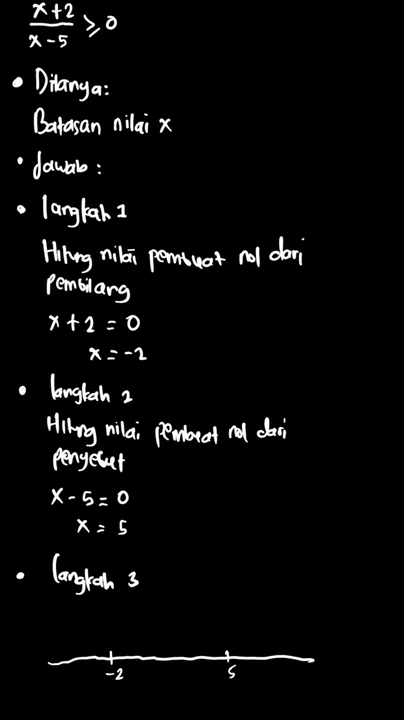 x+2
x-5 ≥ 0
• Ditanya:
Batasan nilai x
• Jawab:
• langkah 1
Hitung nilai pembuat nol dari
pembilang
x + 2 = 0
x = -2
• langkah 2
Hitung nilai pembuat nol dari
penyebut
x - 5 = 0
x = 5
• langkah 3
-2 5